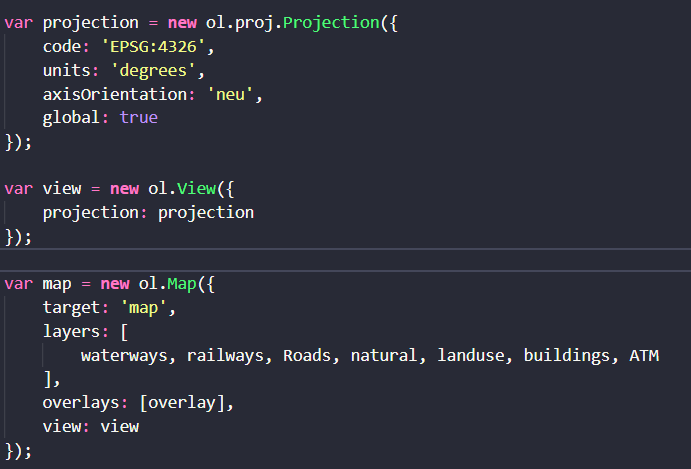 var projection = new ol.proj.Projection({
    code: 'EPSG:4326',
    units: 'degrees',
    axisOrientation: 'neu',
    global: true
});
var view = new ol.View({
    projection: projection
});
var map = new ol.Map({
    target: 'map',
    layers: [
        waterways, railways, Roads, natural, landuse, buildings, ATM
    ],
    overlays: [overlay],
    view: view
});